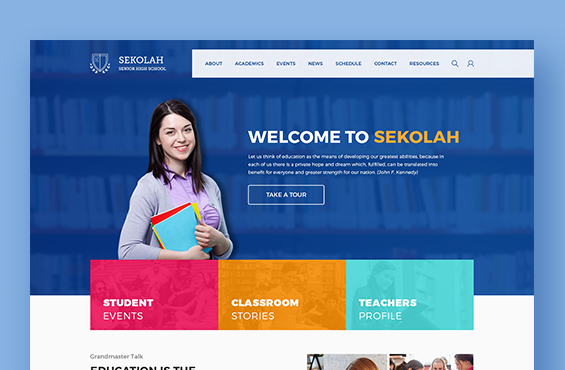 SEKOLAH
SENIOR HIGH SCHOOL
ABOUT ACADEMICS EVENTS NEWS SCHEDULE CONTACT RESOURCES
WELCOME TO SEKOLAH
Let us think of education as the means of developing our greatest abilities, because in
each of us there is a private hope and dream which, fulfilled, can be translated into
benefit for everyone and greater strength for our nation. (John F. Kennedy)
TAKE A TOUR
STUDENT
EVENTS
CLASSROOM
STORIES
TEACHERS
PROFILE
Grandmaster Talk
EDUCATION IS THE